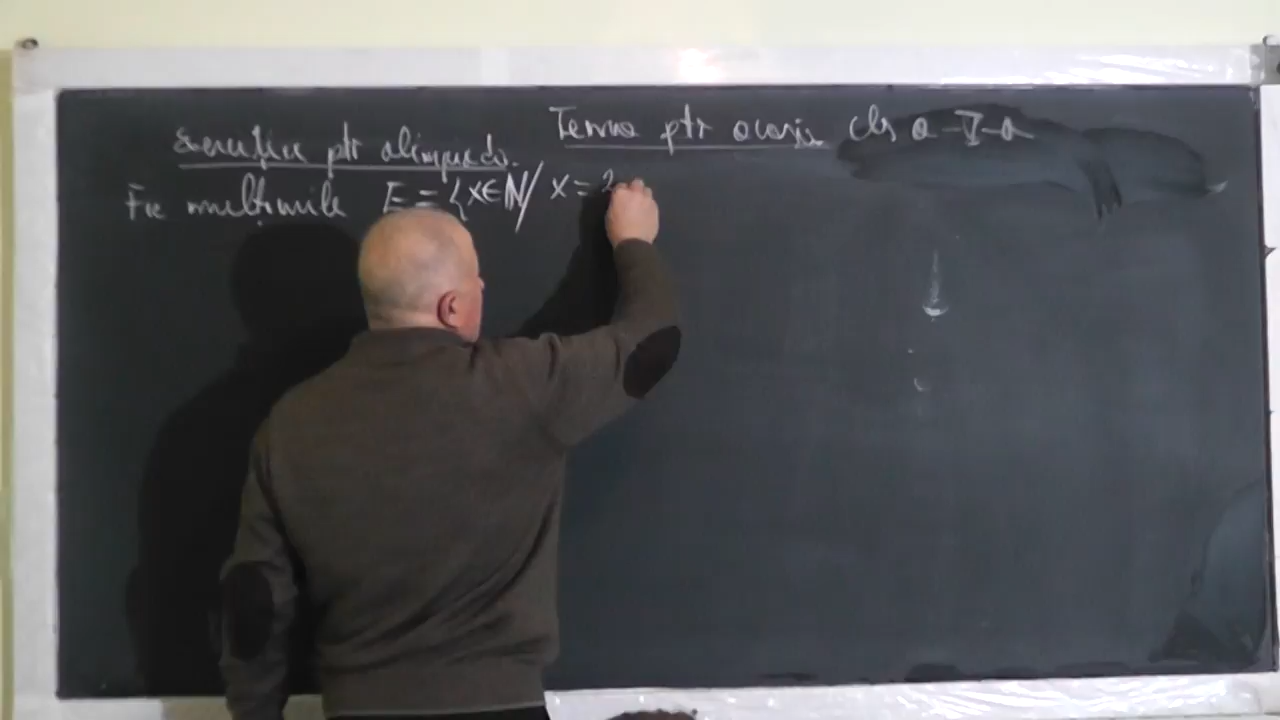 Tema ptr acasă cls a-V-a
Exerciţiu ptr olimpiadă.
Fie mulţimile E = {x∈N / x = 2